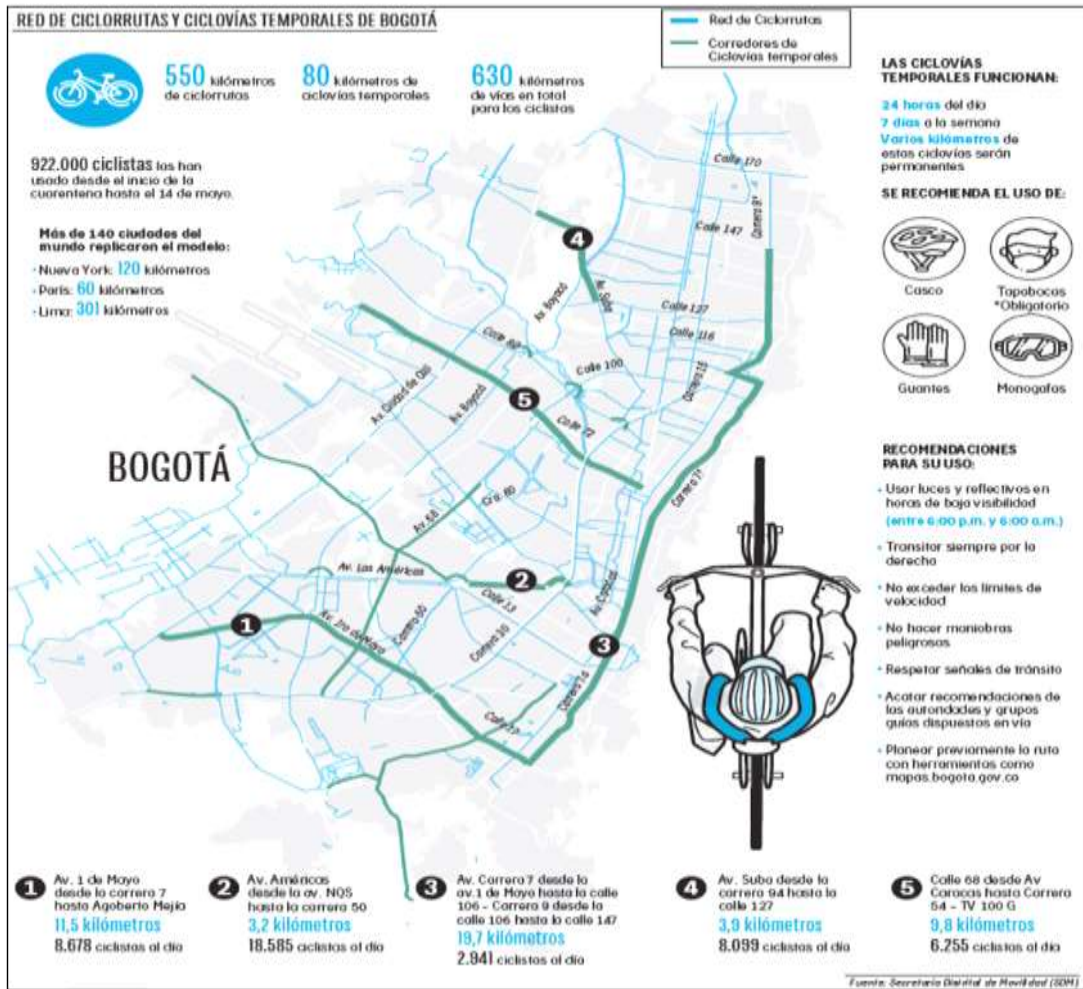 RED DE CICLORRUTAS Y CICLOVÍAS TEMPORALES DE BOGOTÁ
Red de Ciclorrutas
Corredores de
Ciclovías temporales
550 kilómetros
de ciclorrutas
80 kilómetros de
ciclovías temporales
630 kilómetros
de vías en total
para los ciclistas
922.000 ciclistas las han
usado desde el inicio de la
cuarentena hasta el 14 de mayo.
Más de 140 ciudades del
mundo replicaron el modelo:
• Nueva York: 120 kilómetros
• París: 60 kilómetros
• Lima: 301 kilómetros
LAS CICLOVÍAS
TEMPORALES FUNCIONAN:
24 horas del día
7 días a la semana
Varios kilómetros de
estas ciclovías serán
permanentes
SE RECOMIENDA EL USO DE:
Casco
Tapabocas
*Obligatorio
Guantes
Monogafas
RECOMENDACIONES
PARA SU USO:
• Usar luces y reflectivos en
horas de baja visibilidad
(entre 6:00 p.m. y 6:00 a.m.)
• Transitar siempre por la
derecha
• No exceder los límites de
velocidad
• No hacer maniobras
peligrosas
• Respetar señales de tránsito
• Acatar recomendaciones de
las autoridades y grupos
guías dispuestos en vía
• Planear previamente la ruta
con herramientas como
mapas.bogota.gov.co
BOGOTÁ
Calle 170
Carrera 9ª
Calle 147
4
Av. Suba
Av. Boyacá
Calle 127
Calle 116
Calle 80
Calle 100
Carrera 15
Av. Ciudad de Cali
Av. Boyacá
5
Calle 72
Carrera 7ª
Cra. 60
Av. 68
Av. Las Américas
2
Calle 13
Av. Caracas
1
Av. 1ro de Mayo
Carrera 50
Carrera 30
3
Carrera 10
1
Av. 1 de Mayo
desde la carrera 7
hasta Agoberto Mejía
11,5 kilómetros
8.678 ciclistas al día
2
Av. Américas
desde la av. NQS
hasta la carrera 50
3,2 kilómetros
18.585 ciclistas al día
3
Av. Carrera 7 desde la
av.1 de Mayo hasta la calle
106 - Carrera 9 desde la
calle 106 hasta la calle 147
19,7 kilómetros
2.941 ciclistas al día
4
Av. Suba desde la
carrera 94 hasta la
calle 127
3,9 kilómetros
8.099 ciclistas al día
5
Calle 68 desde Av
Caracas hasta Carrera
54 - TV 100 G
9,8 kilómetros
6.255 ciclistas al día
Fuente: Secretaría Distrital de Movilidad (SDM)